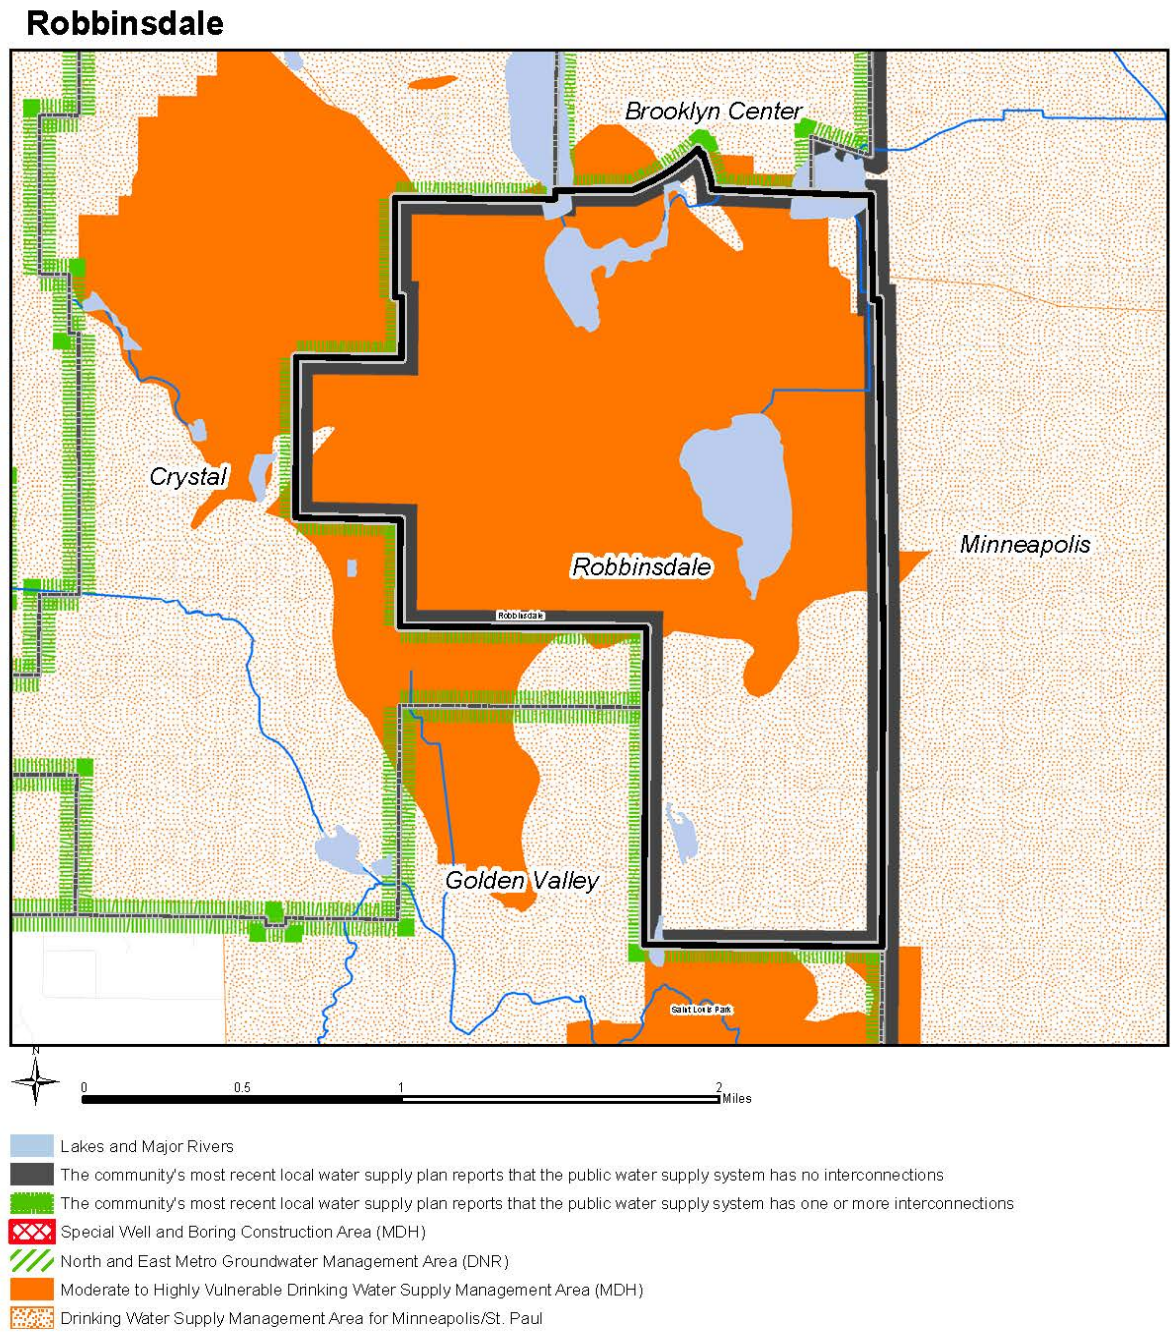 Robbinsdale
Brooklyn Center
Crystal
Minneapolis
Robbinsdale
Robbinsdale
Golden Valley
Saint Louis Park
N
0 0.5 1 2
Miles
Lakes and Major Rivers
The community's most recent local water supply plan reports that the public water supply system has no interconnections
The community's most recent local water supply plan reports that the public water supply system has one or more interconnections
Special Well and Boring Construction Area (MDH)
North and East Metro Groundwater Management Area (DNR)
Moderate to Highly Vulnerable Drinking Water Supply Management Area (MDH)
Drinking Water Supply Management Area for Minneapolis/St. Paul